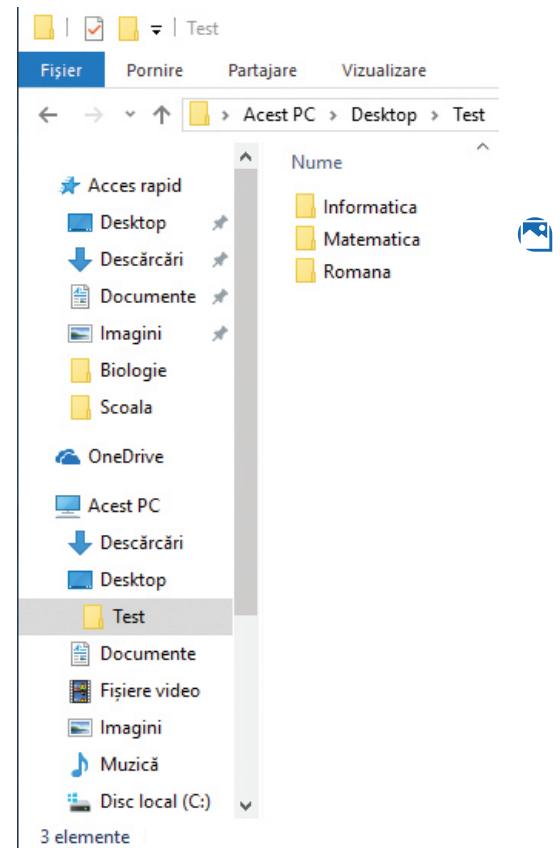 Test
Fișier Pornire Partajare Vizualizare
Acest PC > Desktop > Test
Nume
Informatica
Matematica
Romana
Acces rapid
Desktop
Descărcări
Documente
Imagini
Biologie
Scoala
OneDrive
Acest PC
Descărcări
Desktop
Test
Documente
Fișiere video
Imagini
Muzică
Disc local (C:)
3 elemente